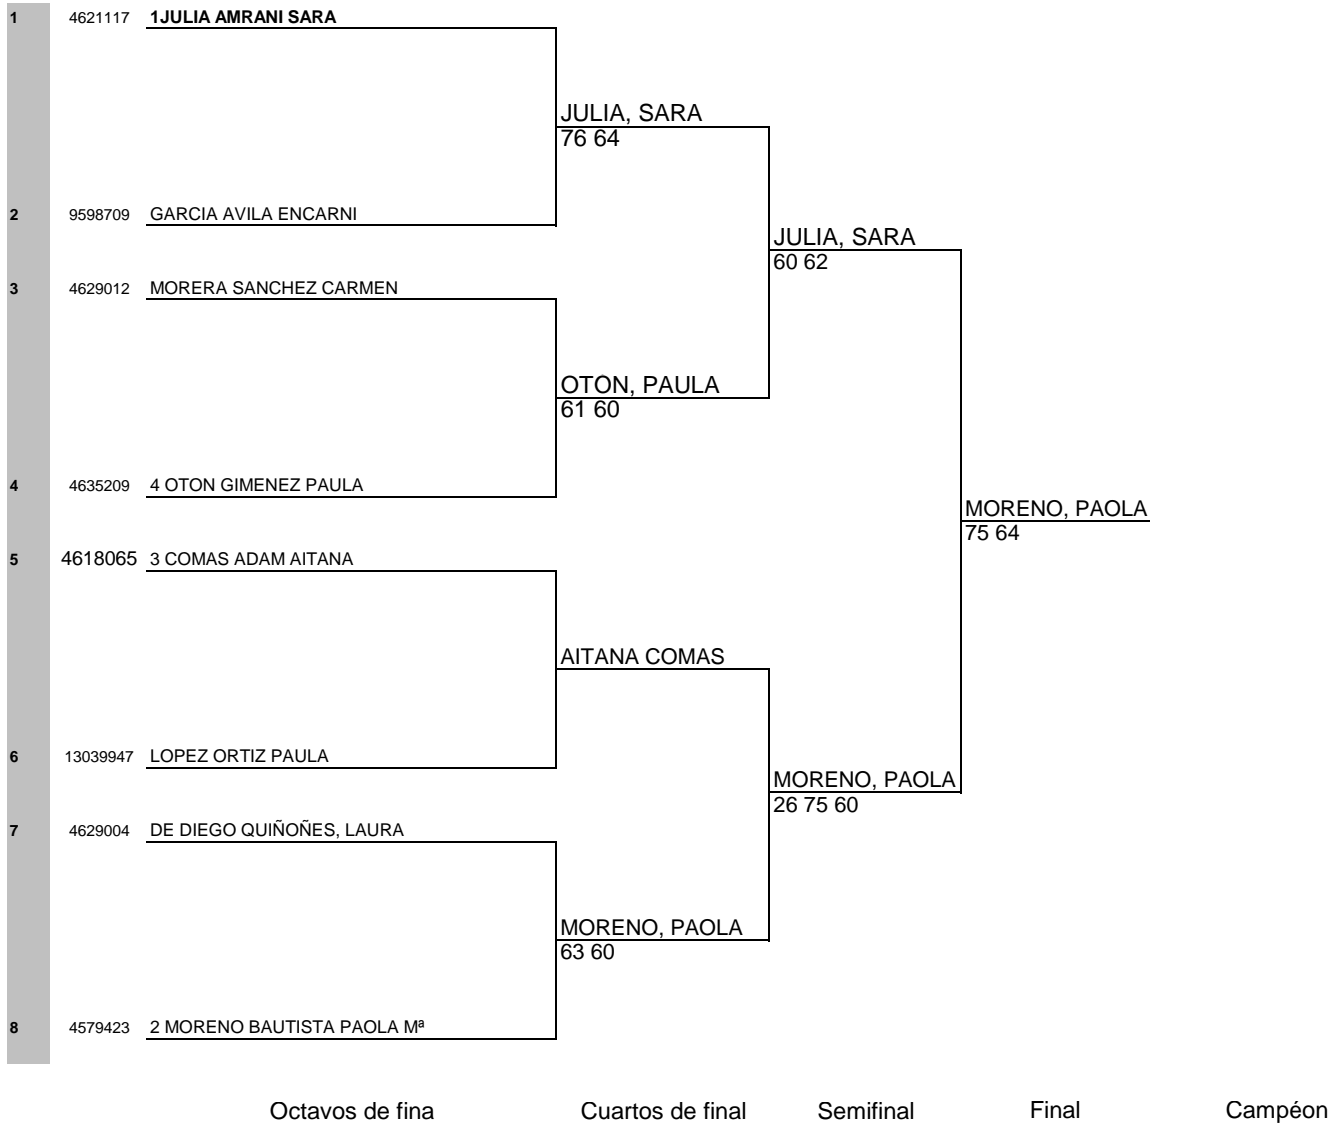 1 4621117 1JULIA AMRANI SARA
JULIA, SARA
76 64
2 9598709 GARCIA AVILA ENCARNI
JULIA, SARA
60 62
3 4629012 MORERA SANCHEZ CARMEN
OTON, PAULA
61 60
4 4635209 4 OTON GIMENEZ PAULA
MORENO, PAOLA
75 64
5 4618065 3 COMAS ADAM AITANA
AITANA COMAS
6 13039947 LOPEZ ORTIZ PAULA
MORENO, PAOLA
26 75 60
7 4629004 DE DIEGO QUIÑOÑES, LAURA
MORENO, PAOLA
63 60
8 4579423 2 MORENO BAUTISTA PAOLA Mª
Octavos de fina Cuartos de final Semifinal Final Campéon